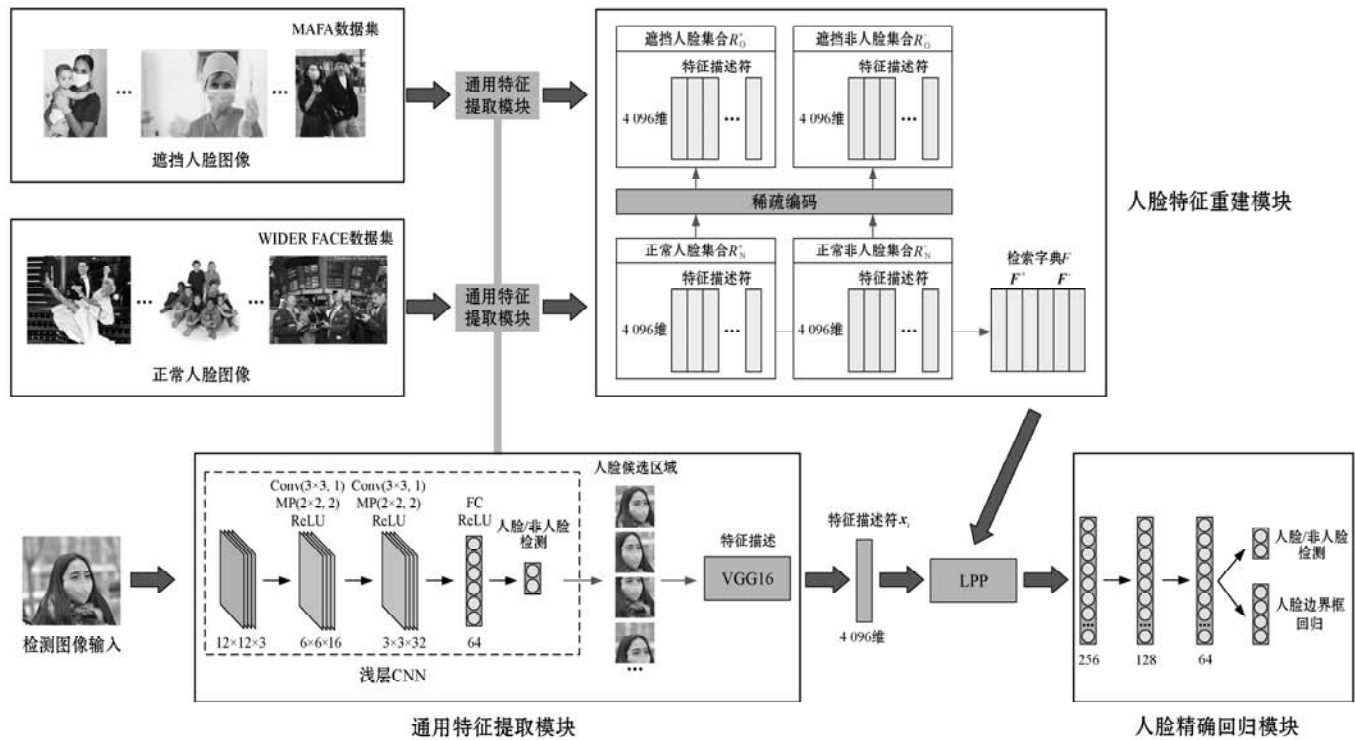 MAFA数据集
遮挡人脸图像
通用特征
提取模块
遮挡人脸集合R_O^+
特征描述符
4 096维
遮挡非人脸集合R_O^-
特征描述符
4 096维
稀疏编码
人脸特征重建模块
WIDER FACE数据集
正常人脸图像
通用特征
提取模块
正常人脸集合R_N^+
特征描述符
4 096维
正常非人脸集合R_N^-
特征描述符
4 096维
检索字典F
F^+ F^-
检测图像输入
Conv(3×3, 1)
MP(2×2, 2)
ReLU
Conv(3×3, 1)
MP(2×2, 2)
ReLU
FC
ReLU
人脸/非人脸
检测
12×12×3
6×6×16
3×3×32
64
浅层CNN
人脸候选区域
特征描述
VGG16
通用特征提取模块
特征描述符x_i
4 096维
LPP
256
128
64
人脸/非人脸
检测
人脸边界框
回归
人脸精确回归模块